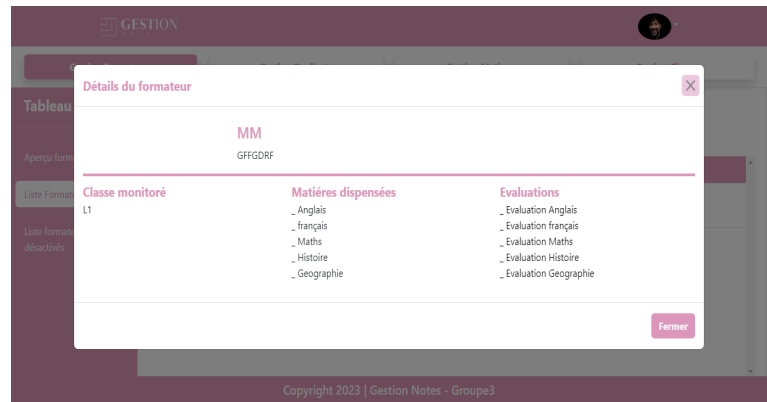 GESTION
Détails du formateur
X
Tableau
MM
Aperçu form
GFFGDRF
Classe monitoré
Matiéres dispensées
Evaluations
Liste Format
L1
_ Anglais
_ Evaluation Anglais
_ français
_ Evaluation français
Liste formate
désactivés
_ Maths
_ Evaluation Maths
_ Histoire
_ Evaluation Histoire
_ Geographie
_ Evaluation Geographie
Fermer
Copyright 2023 | Gestion Notes - Groupe3